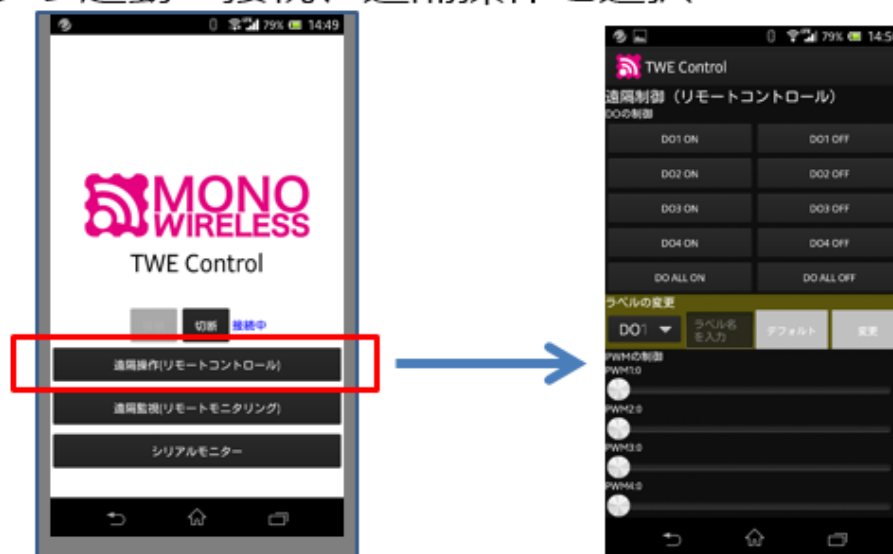 79% 14:49
MONO
WIRELESS
TWE Control
切断 接続中
遠隔操作(リモートコントロール)
遠隔監視(リモートモニタリング)
シリアルモニター
79% 14:5
TWE Control
遠隔制御（リモートコントロール）
DOの制御
DO1 ON DO1 OFF
DO2 ON DO2 OFF
DO3 ON DO3 OFF
DO4 ON DO4 OFF
DO ALL ON DO ALL OFF
ラベルの変更
DO1 ラベル名を入力 デフォルト 変更
PWMの制御
PWM1:0
PWM2:0
PWM3:0
PWM4:0